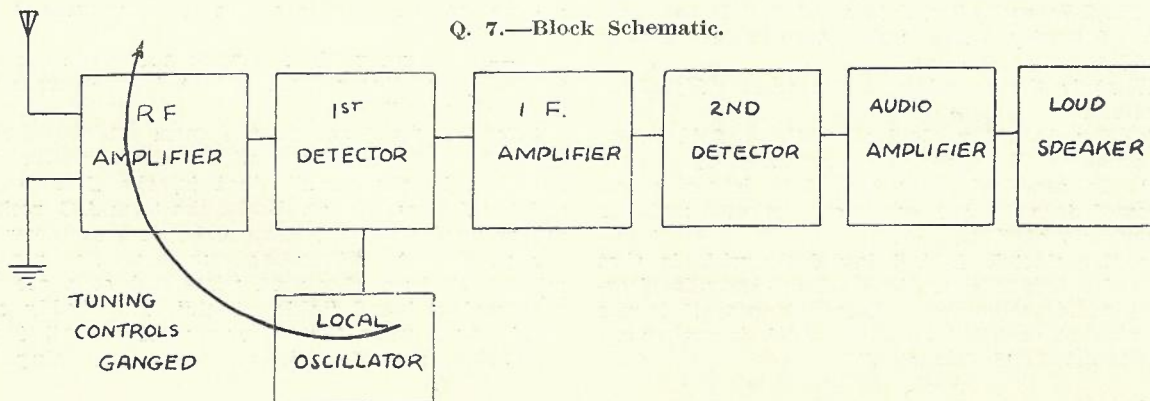 Q. 7.—Block Schematic.
RF
AMPLIFIER
1ST
DETECTOR
I F.
AMPLIFIER
2ND
DETECTOR
AUDIO
AMPLIFIER
LOUD
SPEAKER
TUNING
CONTROLS
GANGED
LOCAL
OSCILLATOR